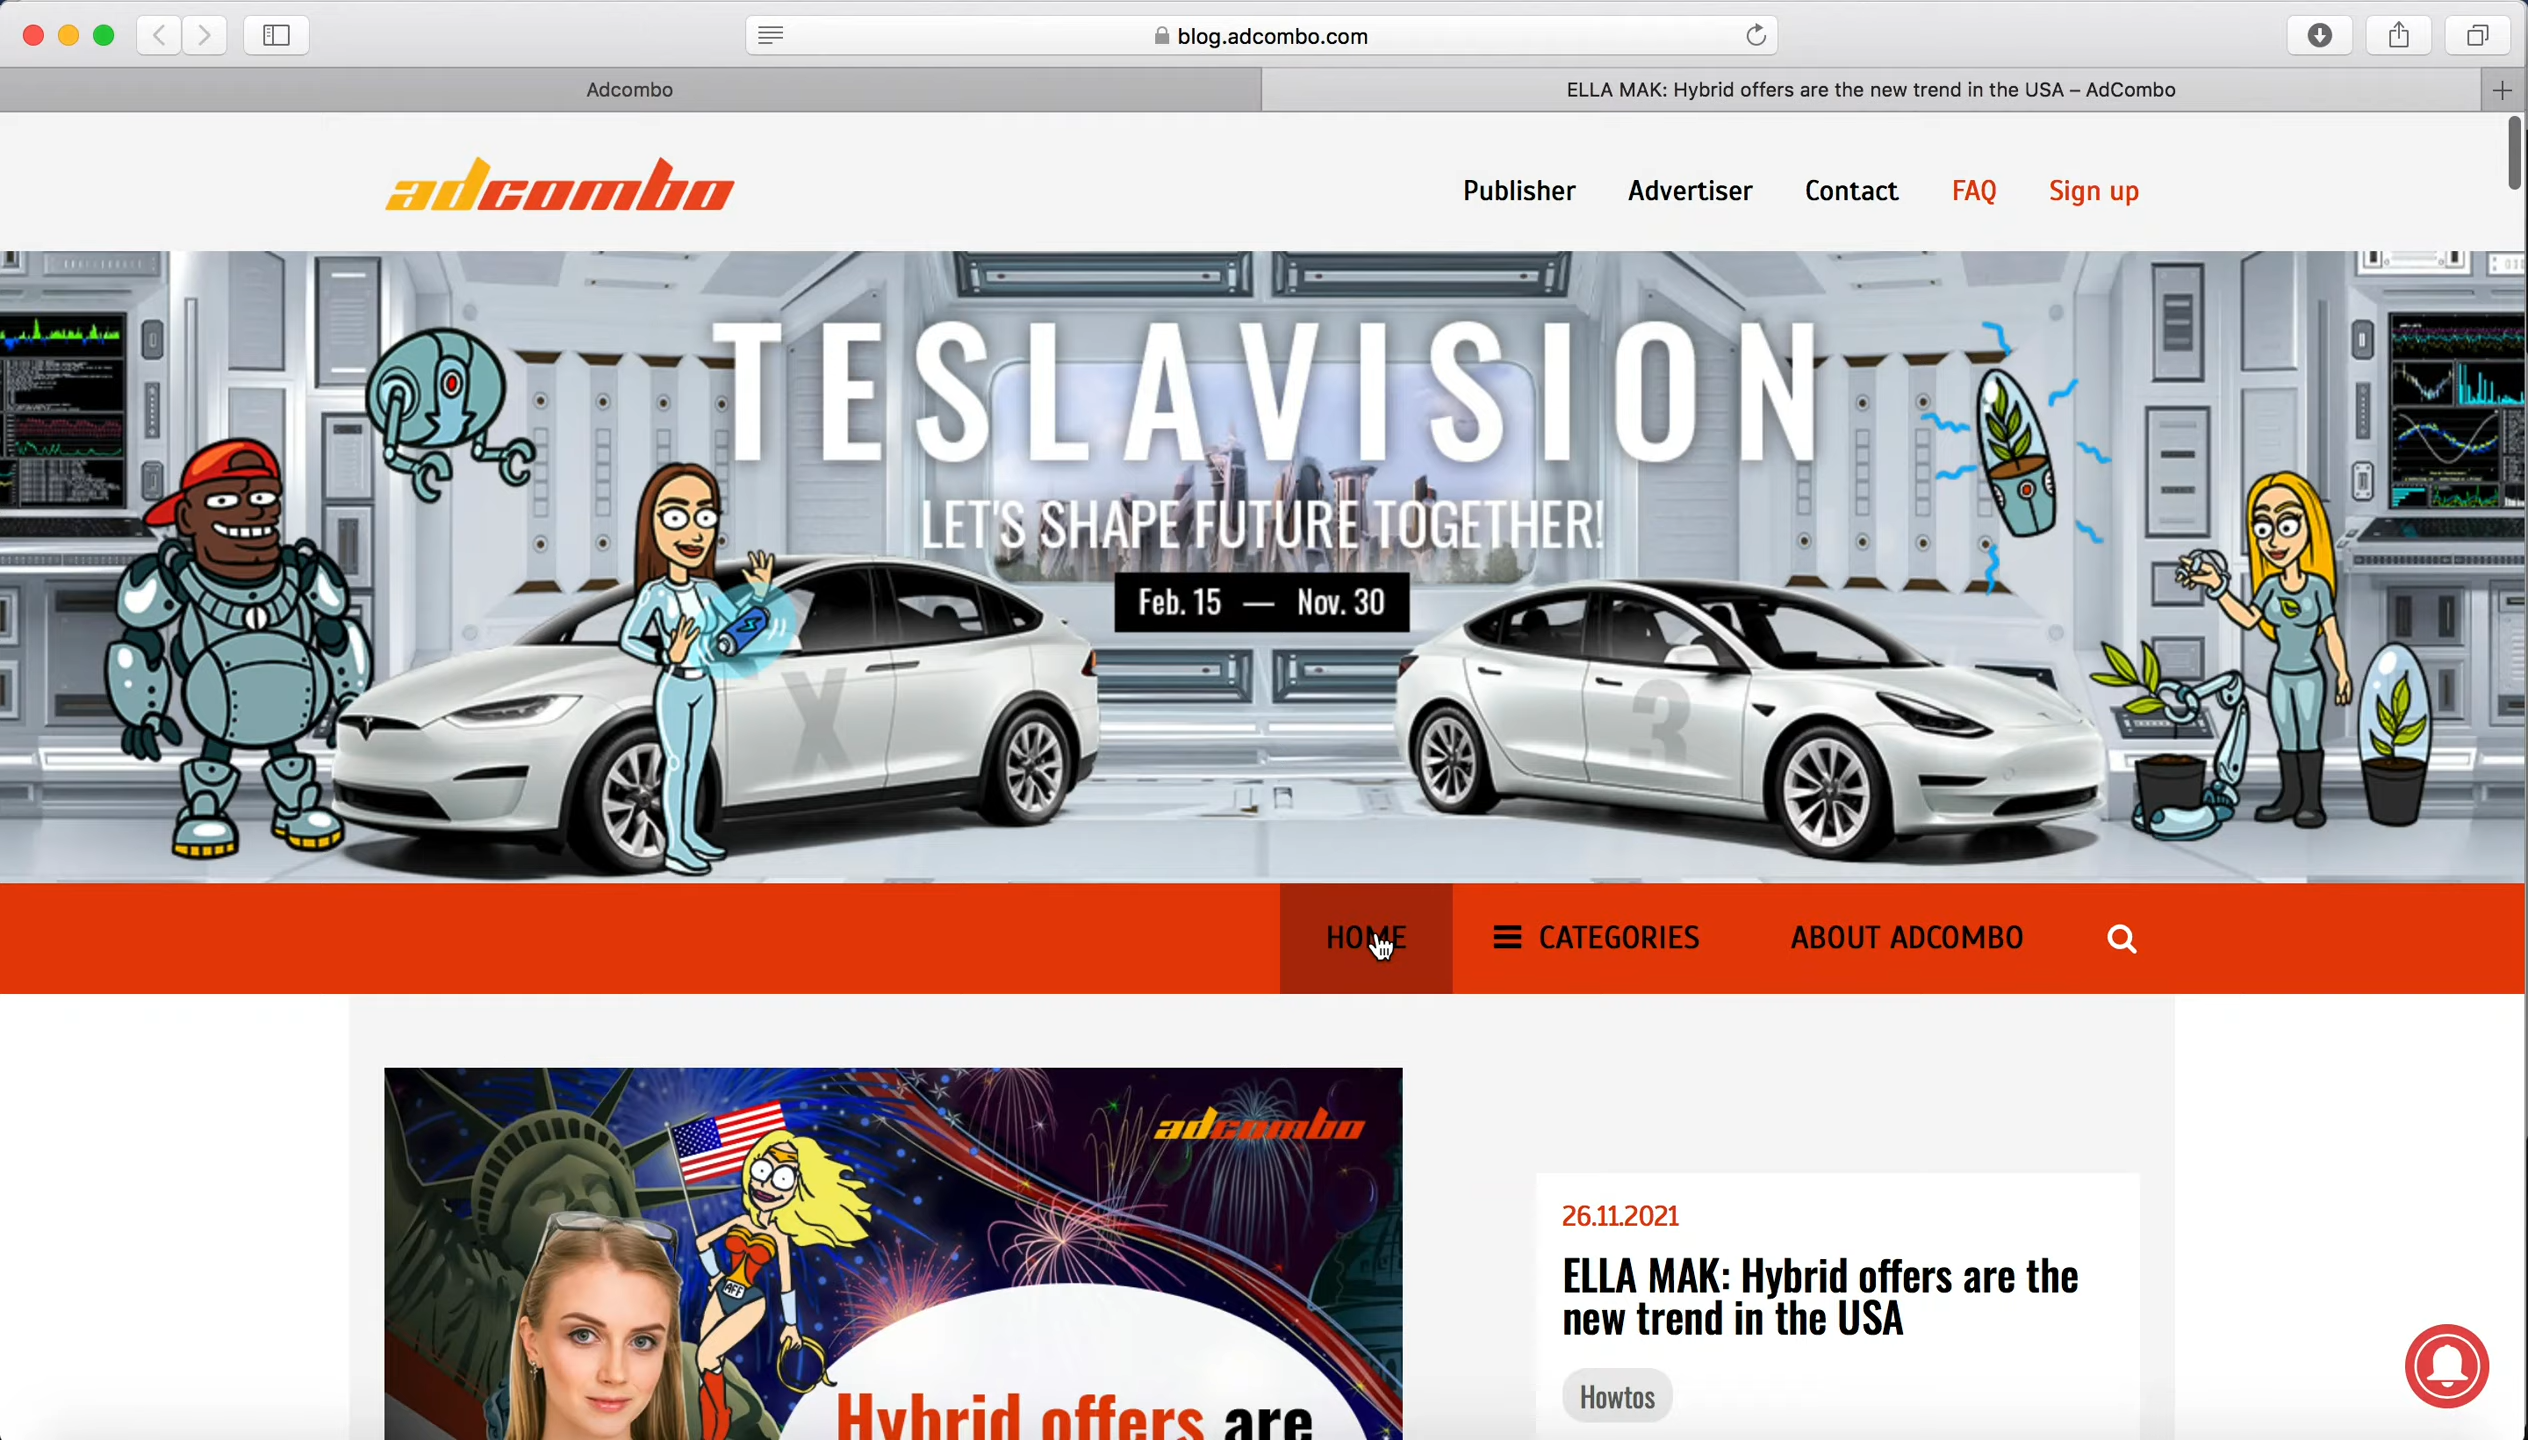 blog.adcombo.com
Adcombo
ELLA MAK: Hybrid offers are the new trend in the USA – AdCombo
adcombo
Publisher Advertiser Contact FAQ Sign up
TESLAVISION
LET'S SHAPE FUTURE TOGETHER!
Feb. 15 — Nov. 30
X
3
HOME
CATEGORIES
ABOUT ADCOMBO
adcombo
AFF
26.11.2021
ELLA MAK: Hybrid offers are the
new trend in the USA
Howtos
Hybrid offers are